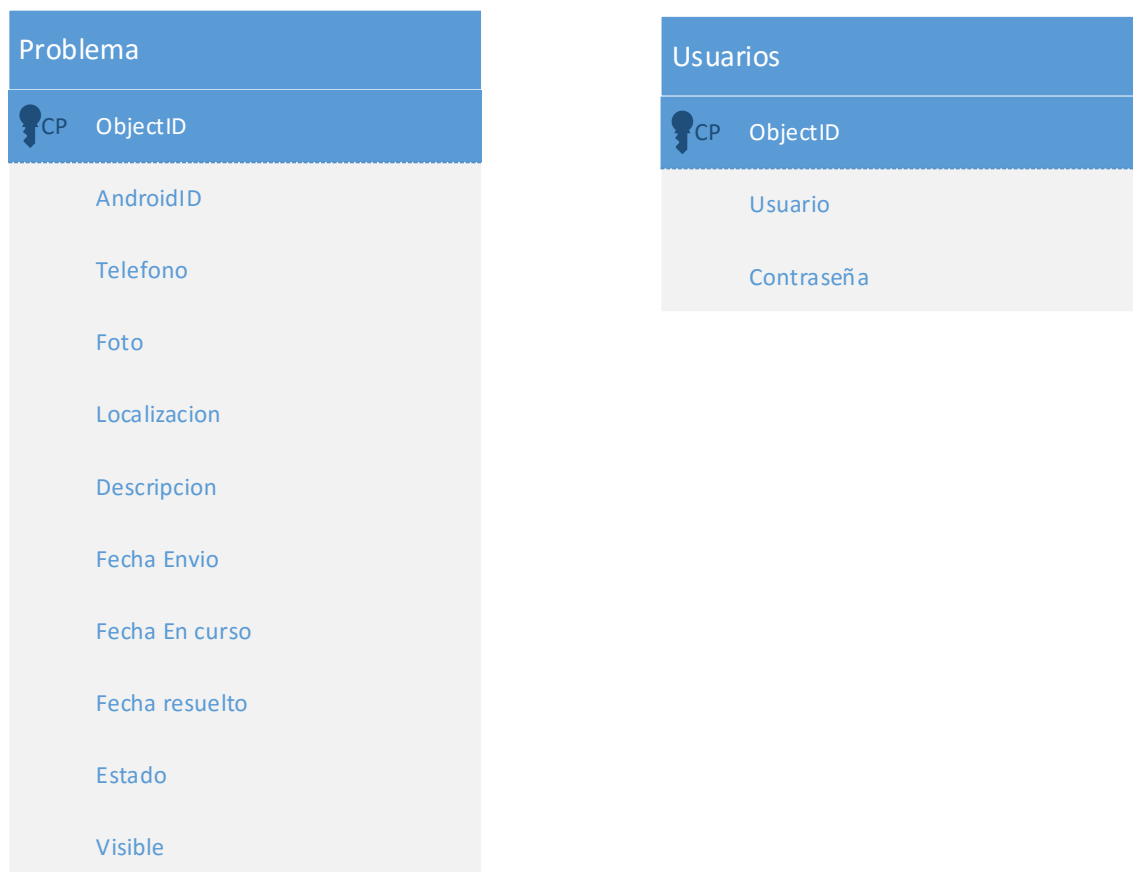 Problema
CP ObjectID
AndroidID
Telefono
Foto
Localizacion
Descripcion
Fecha Envio
Fecha En curso
Fecha resuelto
Estado
Visible
Usuarios
CP ObjectID
Usuario
Contraseña